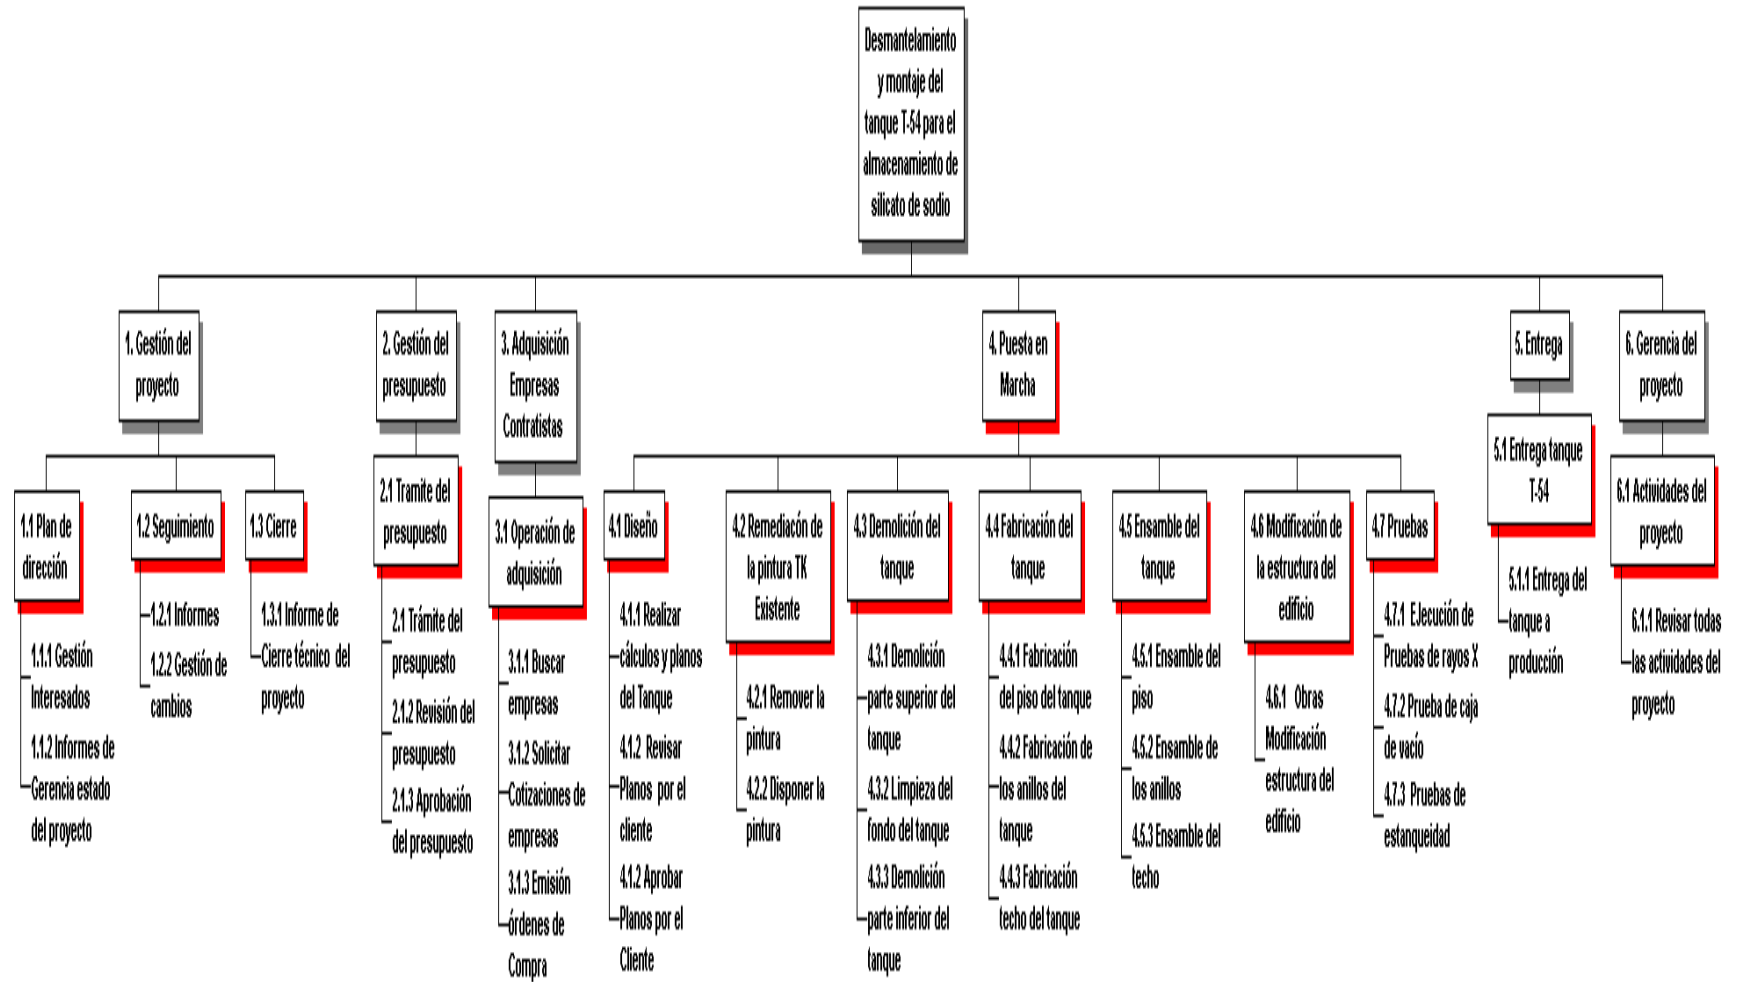 Desmantelamiento
y montaje del
tanque T-54 para el
almacenamiento de
silicato de sodio
1. Gestión del
proyecto
2. Gestión del
presupuesto
3. Adquisición
Empresas
Contratistas
4. Puesta en
Marcha
5. Entrega
6. Gerencia del
proyecto
1.1 Plan de
dirección
1.1.1 Gestión
Interesados
1.1.2 Informes de
Gerencia estado
del proyecto
1.2 Seguimiento
1.2.1 Informes
1.2.2 Gestión de
cambios
1.3 Cierre
1.3.1 Informe de
Cierre técnico del
proyecto
2.1 Tramite del
presupuesto
2.1 Trámite del
presupuesto
2.1.2 Revisión del
presupuesto
2.1.3 Aprobación
del presupuesto
3.1 Operación de
adquisición
3.1.1 Buscar
empresas
3.1.2 Solicitar
Cotizaciones de
empresas
3.1.3 Emisión
órdenes de
Compra
4.1 Diseño
4.1.1 Realizar
cálculos y planos
del Tanque
4.1.2 Revisar
Planos por el
cliente
4.1.2 Aprobar
Planos por el
Cliente
4.2 Remediacón de
la pintura TK
Existente
4.2.1 Remover la
pintura
4.2.2 Disponer la
pintura
4.3 Demolición del
tanque
4.3.1 Demolición
parte superior del
tanque
4.3.2 Limpieza del
fondo del tanque
4.3.3 Demolición
parte inferior del
tanque
4.4 Fabricación del
tanque
4.4.1 Fabricación
del piso del tanque
4.4.2 Fabricación de
los anillos del
tanque
4.4.3 Fabricación
techo del tanque
4.5 Ensamble del
tanque
4.5.1 Ensamble del
piso
4.5.2 Ensamble de
los anillos
4.5.3 Ensamble del
techo
4.6 Modificación de
la estructura del
edificio
4.6.1 Obras
Modificación
estructura del
edificio
4.7 Pruebas
4.7.1 Ejecución de
Pruebas de rayos X
4.7.2 Prueba de caja
de vacío
4.7.3 Pruebas de
estanqueidad
5.1 Entrega tanque
T-54
5.1.1 Entrega del
tanque a
producción
6.1 Actividades del
proyecto
6.1.1 Revisar todas
las actividades del
proyecto